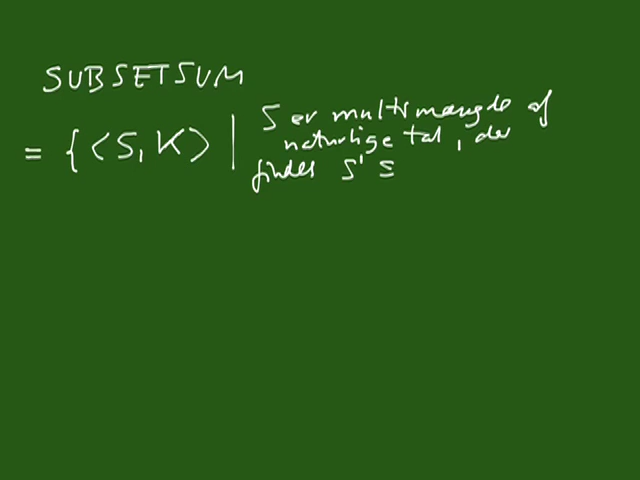 SUBSETSUM
= {<S, K> | S er multimængde af
naturlige tal, der
findes S' ⊆